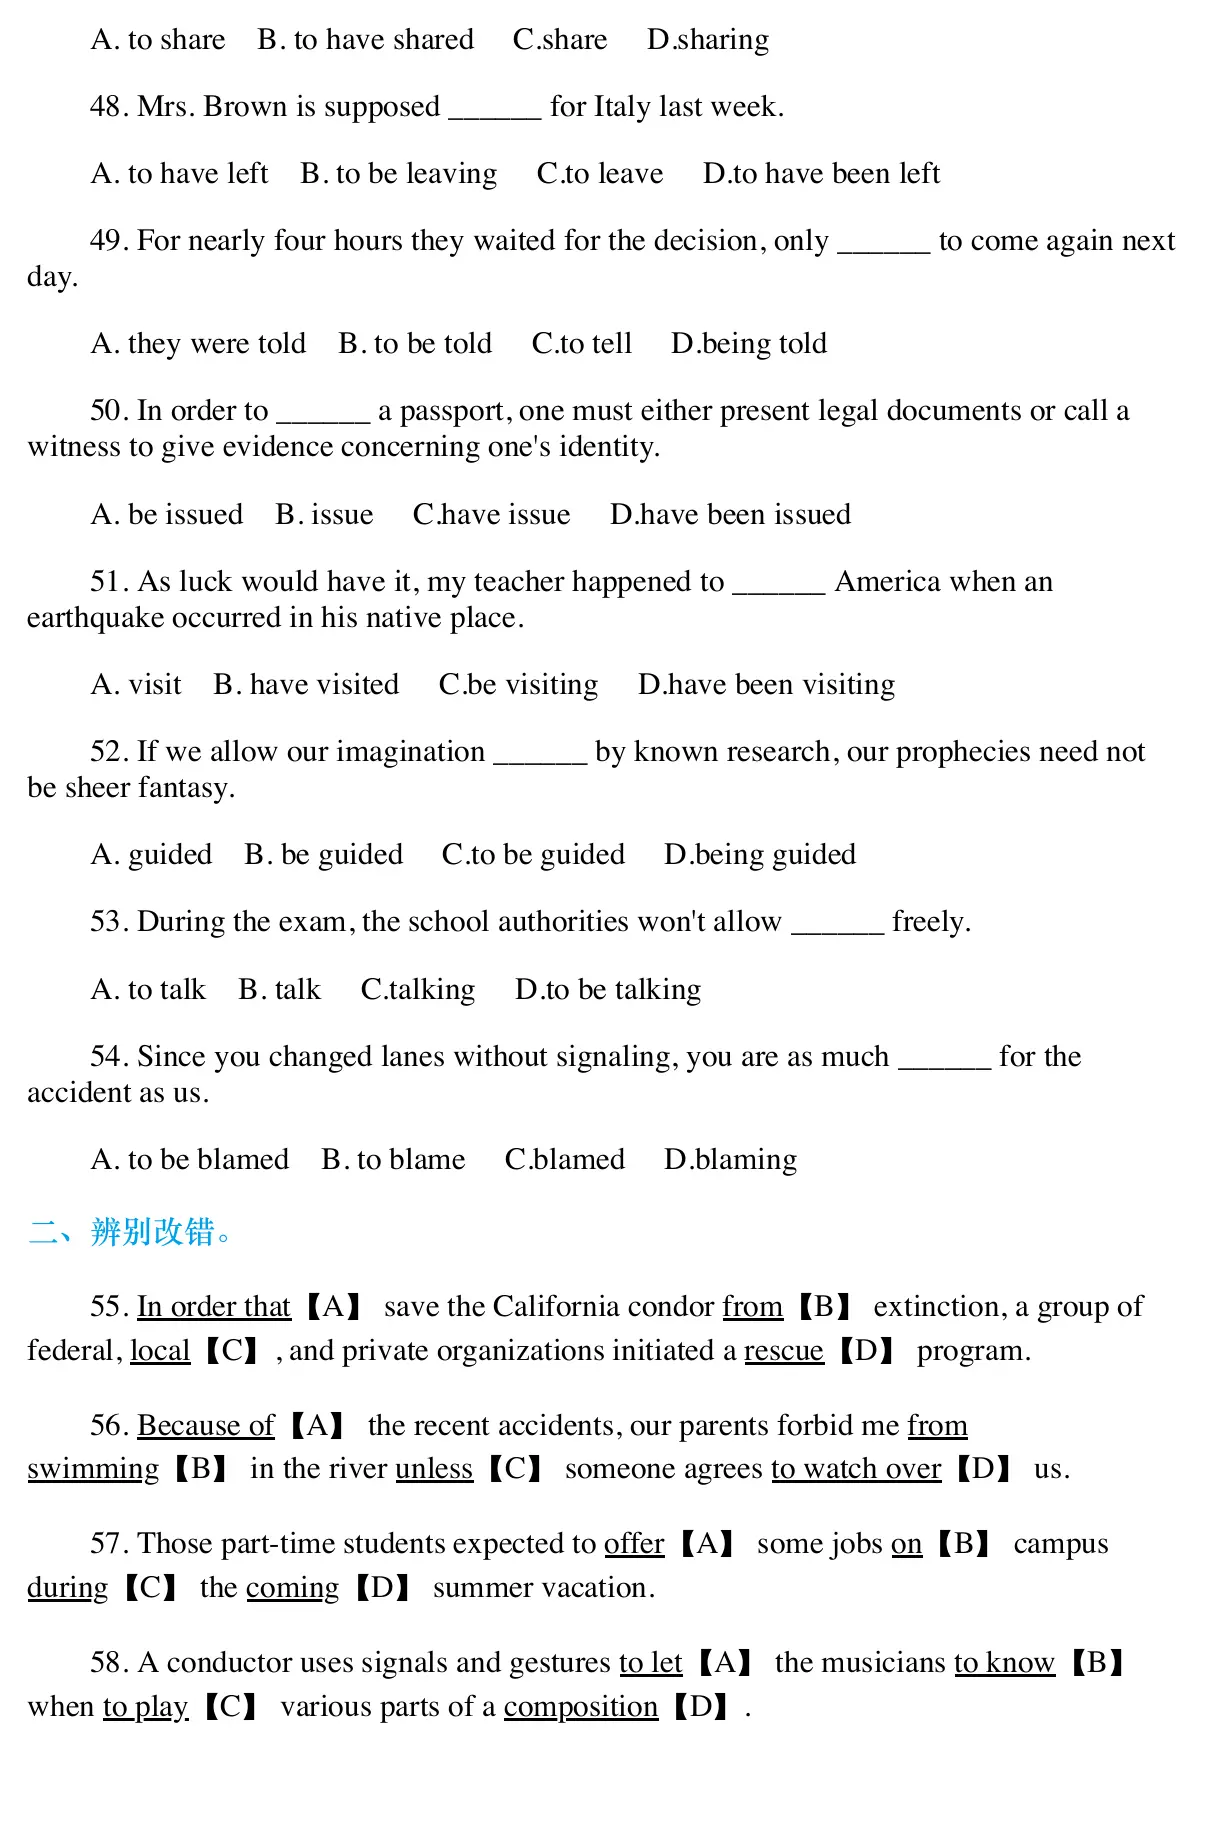 A. to share B. to have shared C.share D.sharing
48. Mrs. Brown is supposed ______ for Italy last week.
A. to have left B. to be leaving C.to leave D.to have been left
49. For nearly four hours they waited for the decision, only ______ to come again next
day.
A. they were told B. to be told C.to tell D.being told
50. In order to ______ a passport, one must either present legal documents or call a
witness to give evidence concerning one's identity.
A. be issued B. issue C.have issue D.have been issued
51. As luck would have it, my teacher happened to ______ America when an
earthquake occurred in his native place.
A. visit B. have visited C.be visiting D.have been visiting
52. If we allow our imagination ______ by known research, our prophecies need not
be sheer fantasy.
A. guided B. be guided C.to be guided D.being guided
53. During the exam, the school authorities won't allow ______ freely.
A. to talk B. talk C.talking D.to be talking
54. Since you changed lanes without signaling, you are as much ______ for the
accident as us.
A. to be blamed B. to blame C.blamed D.blaming
二、辨别改错。
55. In order that【A】 save the California condor from【B】 extinction, a group of
federal, local【C】 , and private organizations initiated a rescue【D】 program.
56. Because of【A】 the recent accidents, our parents forbid me from
swimming【B】 in the river unless【C】 someone agrees to watch over【D】 us.
57. Those part-time students expected to offer【A】 some jobs on【B】 campus
during【C】 the coming【D】 summer vacation.
58. A conductor uses signals and gestures to let【A】 the musicians to know【B】
when to play【C】 various parts of a composition【D】 .